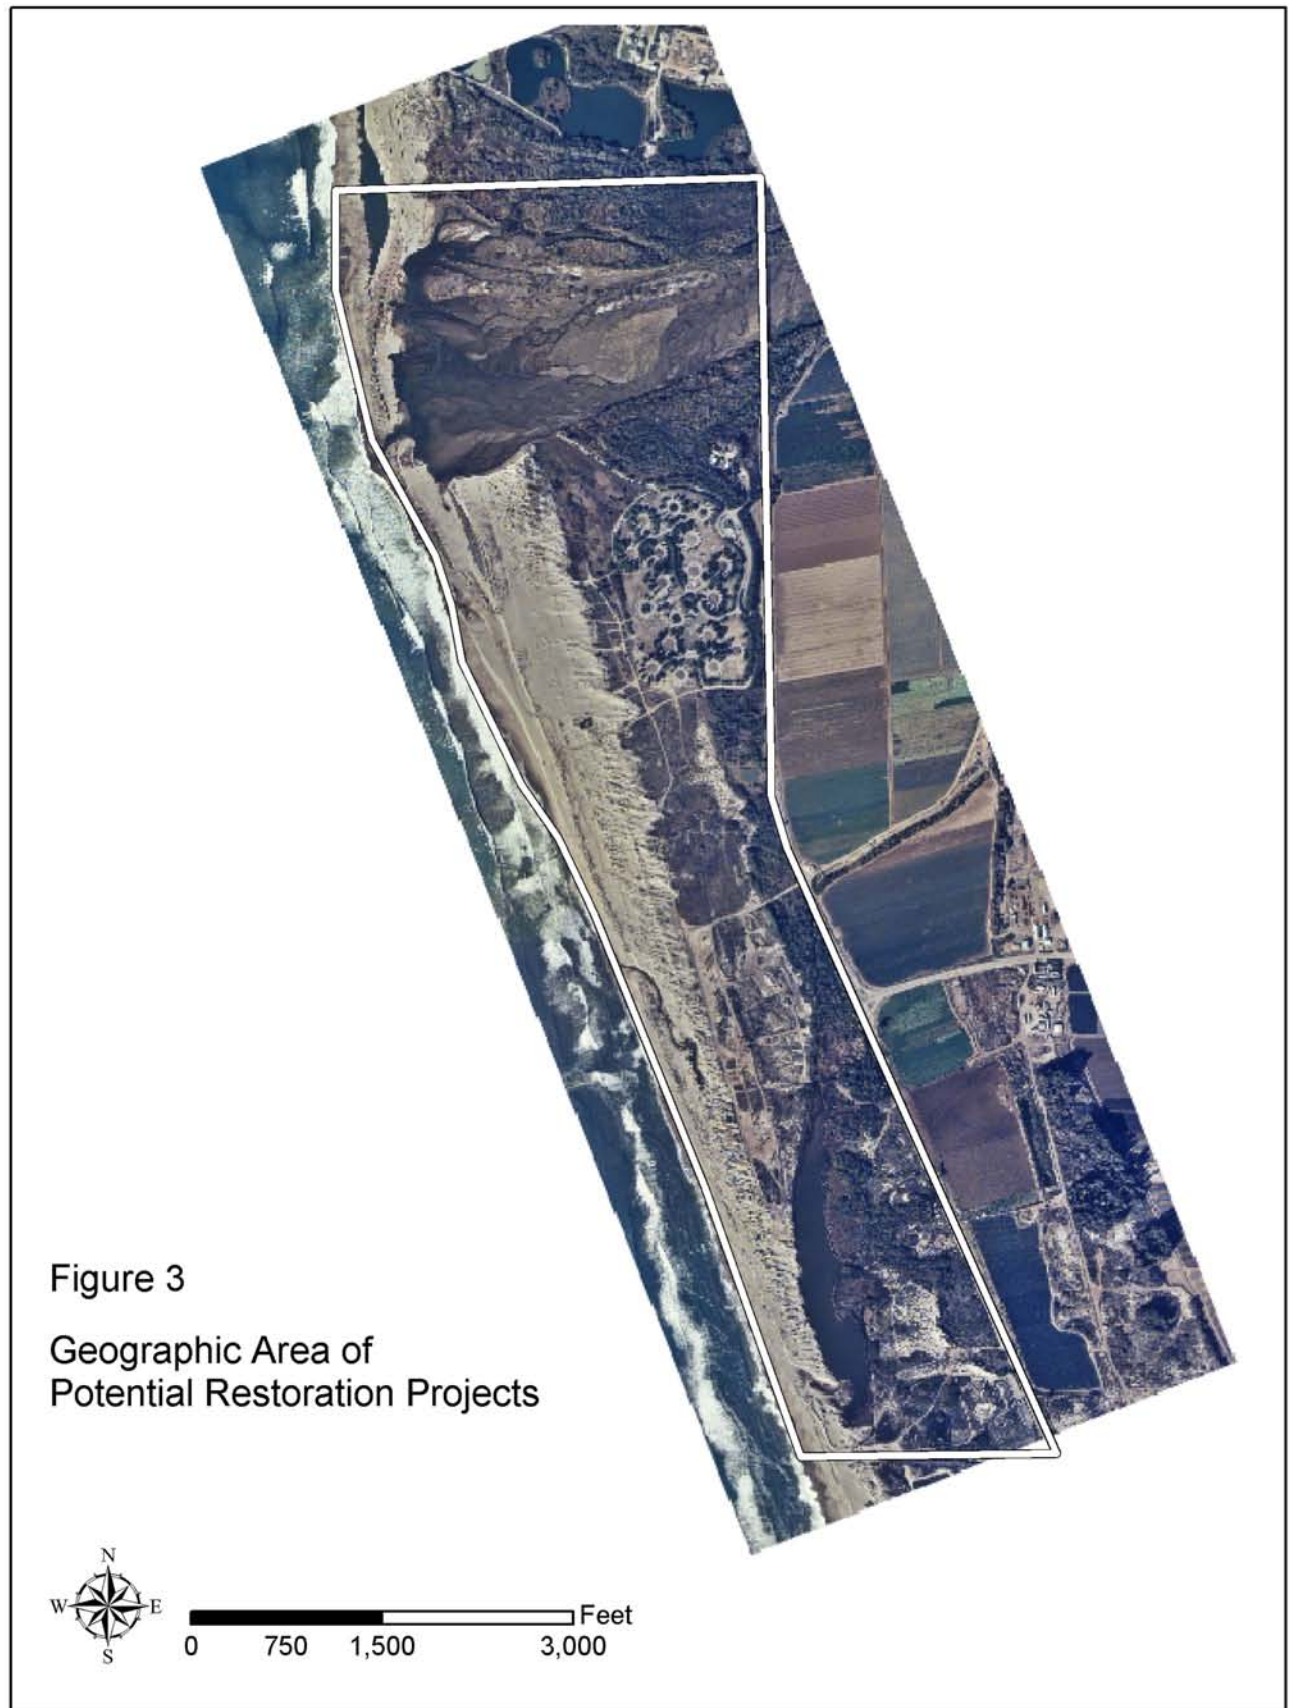 Figure 3
Geographic Area of
Potential Restoration Projects
N
W E
S
Feet
0 750 1,500 3,000